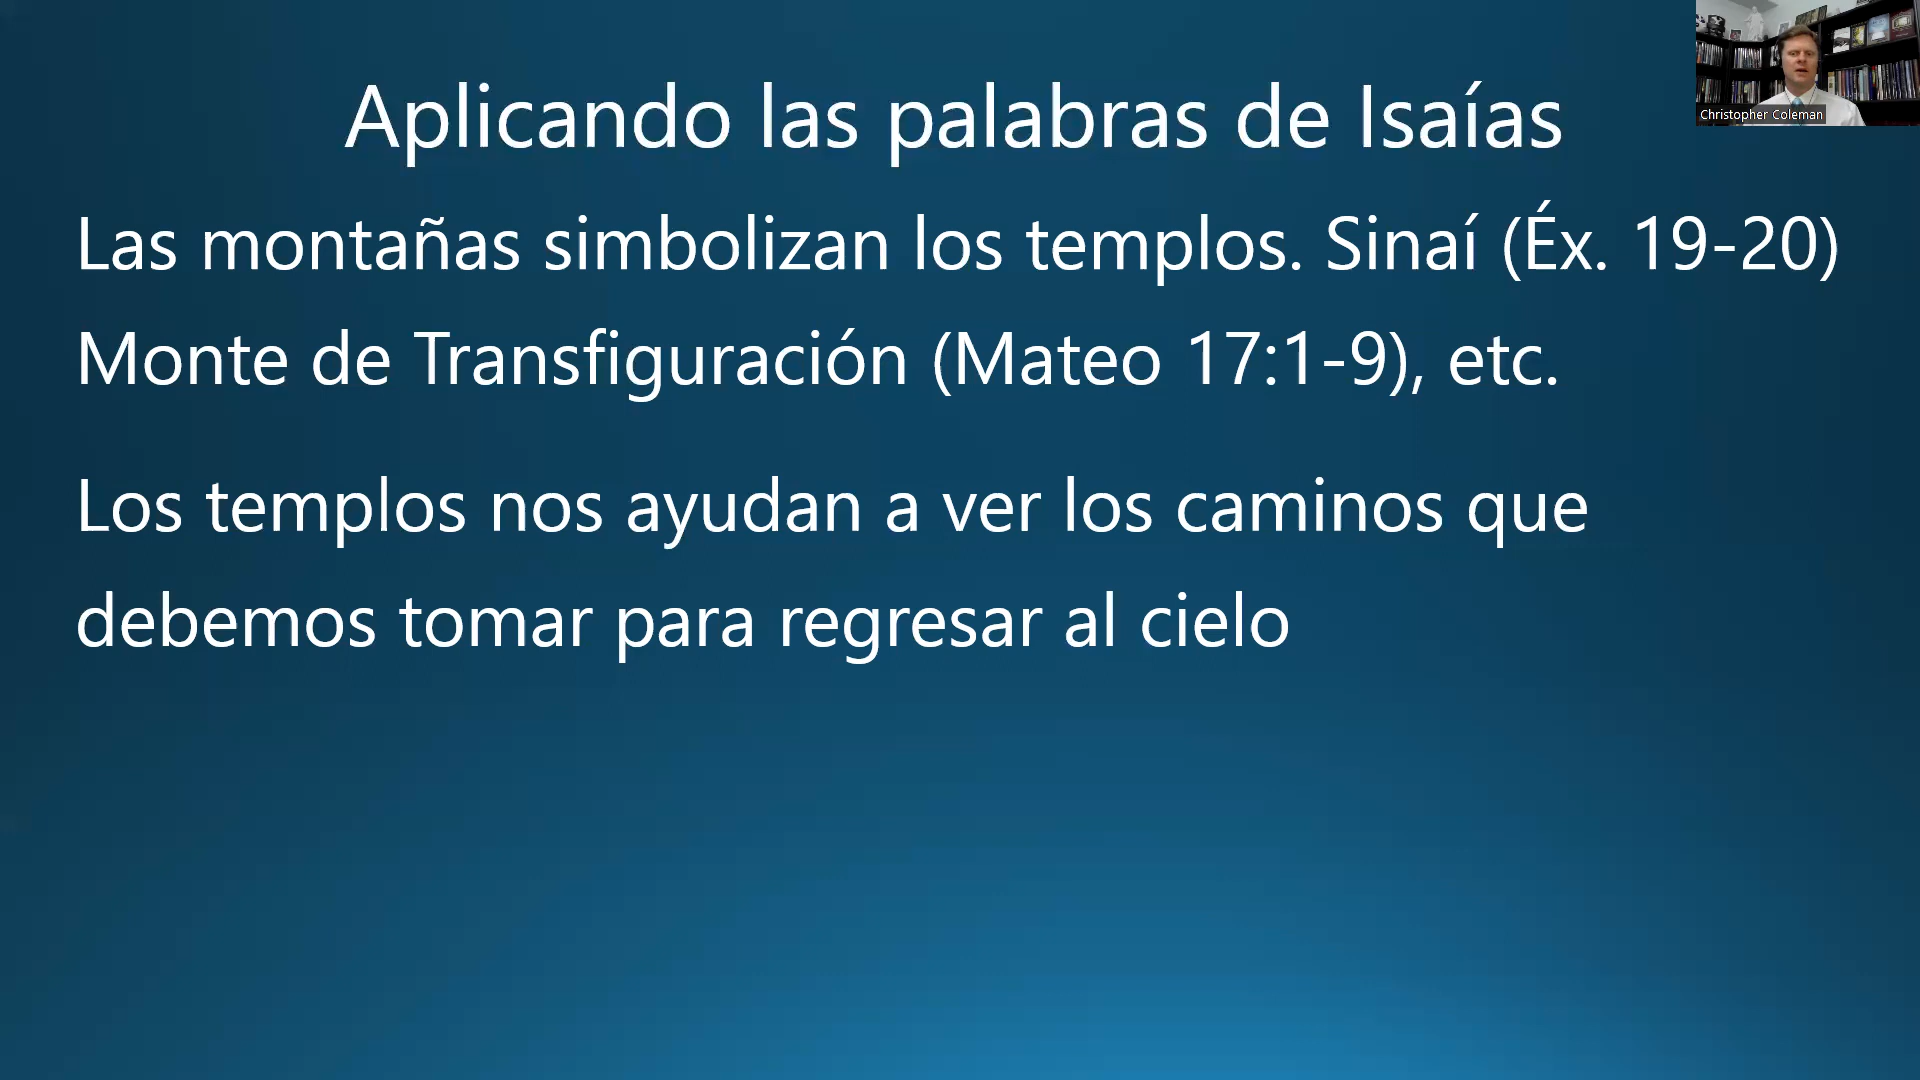 Aplicando las palabras de Isaías
Las montañas simbolizan los templos. Sinaí (Éx. 19-20)
Monte de Transfiguración (Mateo 17:1-9), etc.
Los templos nos ayudan a ver los caminos que
debemos tomar para regresar al cielo
Christopher Coleman